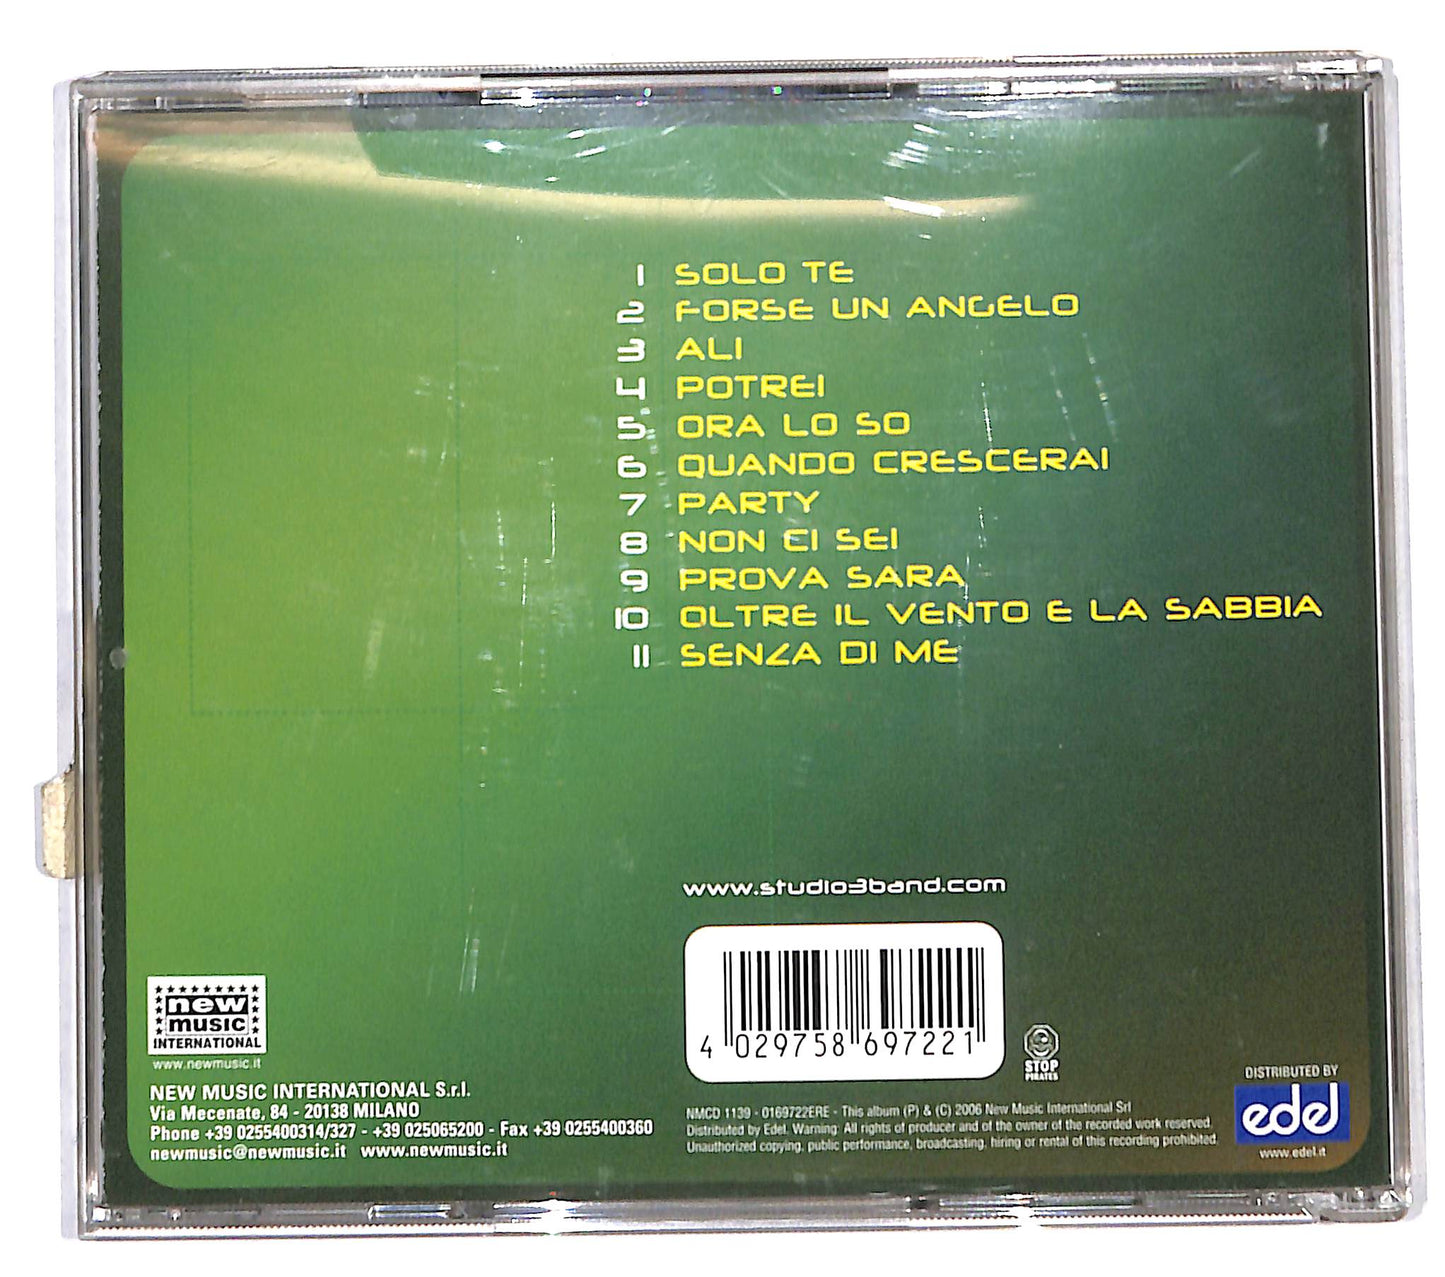 1 SOLO TE
2 FORSE UN ANGELO
3 ALI
4 POTREI
5 ORA LO SO
6 QUANDO CRESCERAI
7 PARTY
8 NON CI SEI
9 PROVA SARA
10 OLTRE IL VENTO E LA SABBIA
11 SENZA DI ME
www.studio3band.com
new
music
INTERNATIONAL
www.newmusic.it
NEW MUSIC INTERNATIONAL S.r.l.
Via Mecenate, 84 - 20138 MILANO
Phone +39 0255400314/327 - +39 025065200 - Fax +39 0255400360
newmusic@newmusic.it www.newmusic.it
4 029758 697221
STOP
PIRATES
NMCD 1139 - 0169722ERE - This album (P) & (C) 2006 New Music International Srl
Distributed by Edel. Warning: All rights of producer and of the owner of the recorded work reserved.
Unauthorized copying, public performance, broadcasting, hiring or rental of this recording prohibited.
DISTRIBUTED BY
edel
www.edel.it